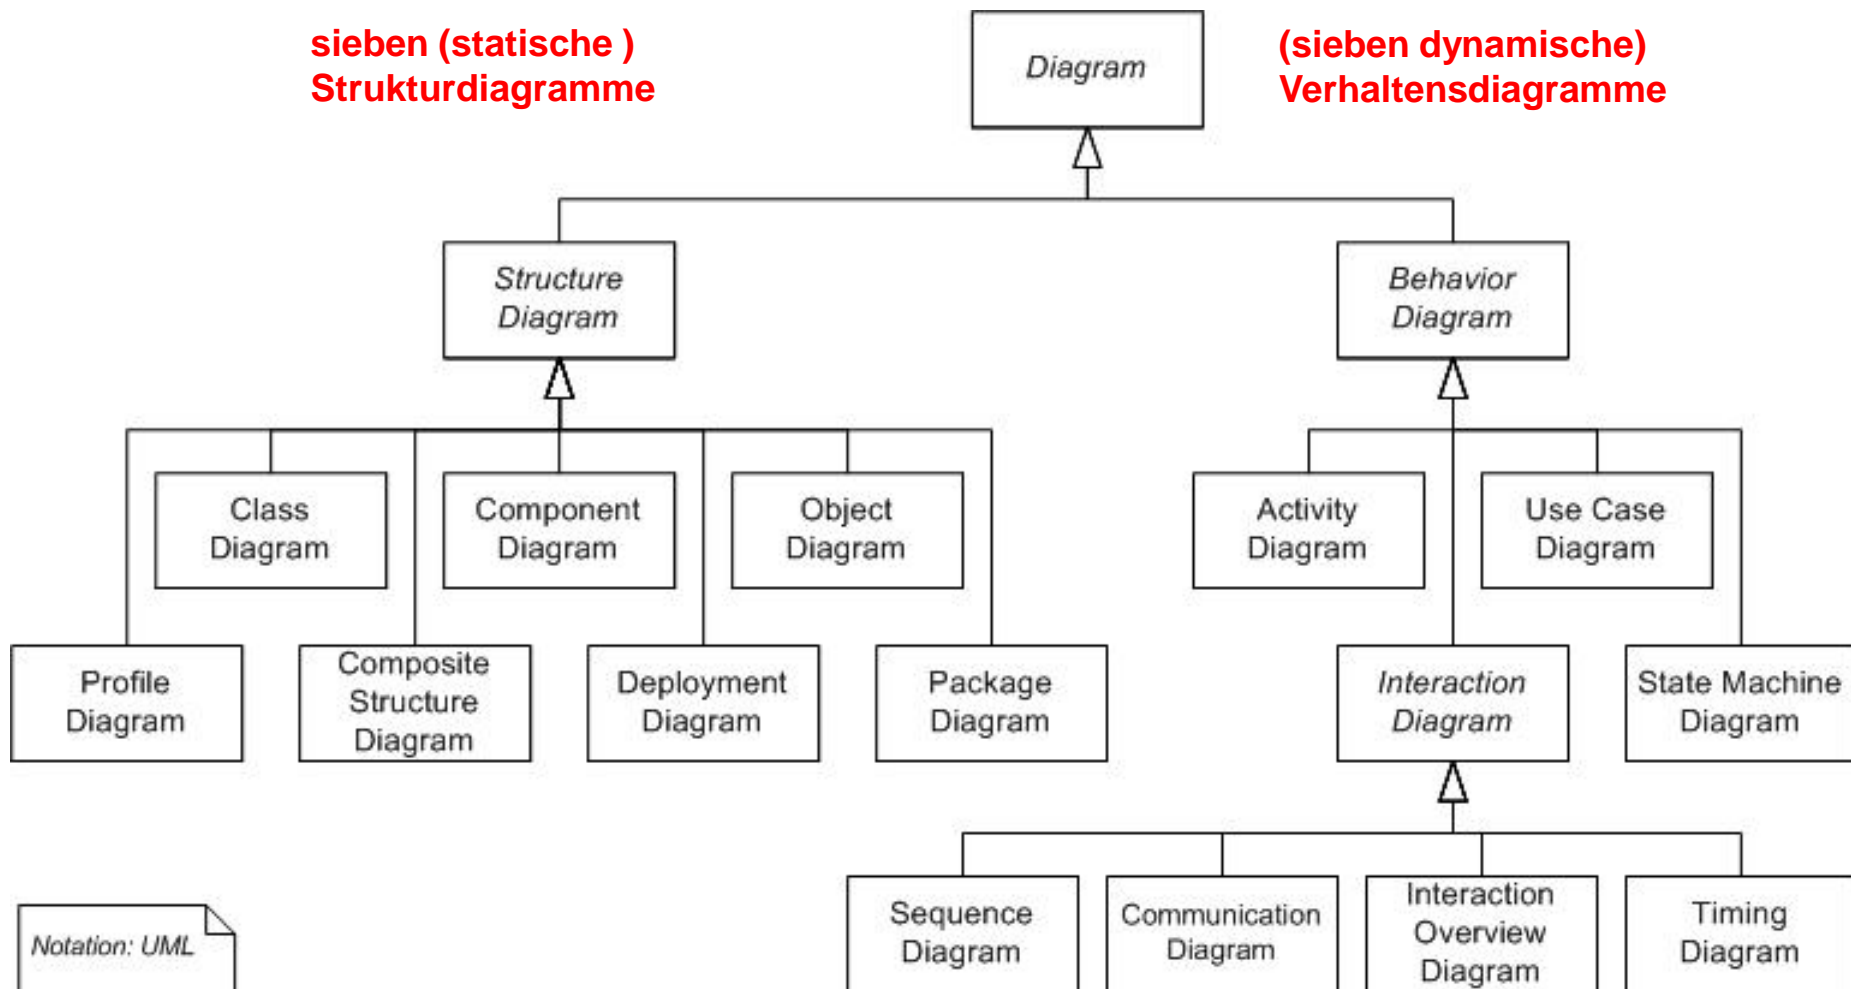 sieben (statische )
Strukturdiagramme
Diagram
(sieben dynamische)
Verhaltensdiagramme
Structure
Diagram
Behavior
Diagram
Class
Diagram
Component
Diagram
Object
Diagram
Activity
Diagram
Use Case
Diagram
Profile
Diagram
Composite
Structure
Diagram
Deployment
Diagram
Package
Diagram
Interaction
Diagram
State Machine
Diagram
Notation: UML
Sequence
Diagram
Communication
Diagram
Interaction
Overview
Diagram
Timing
Diagram